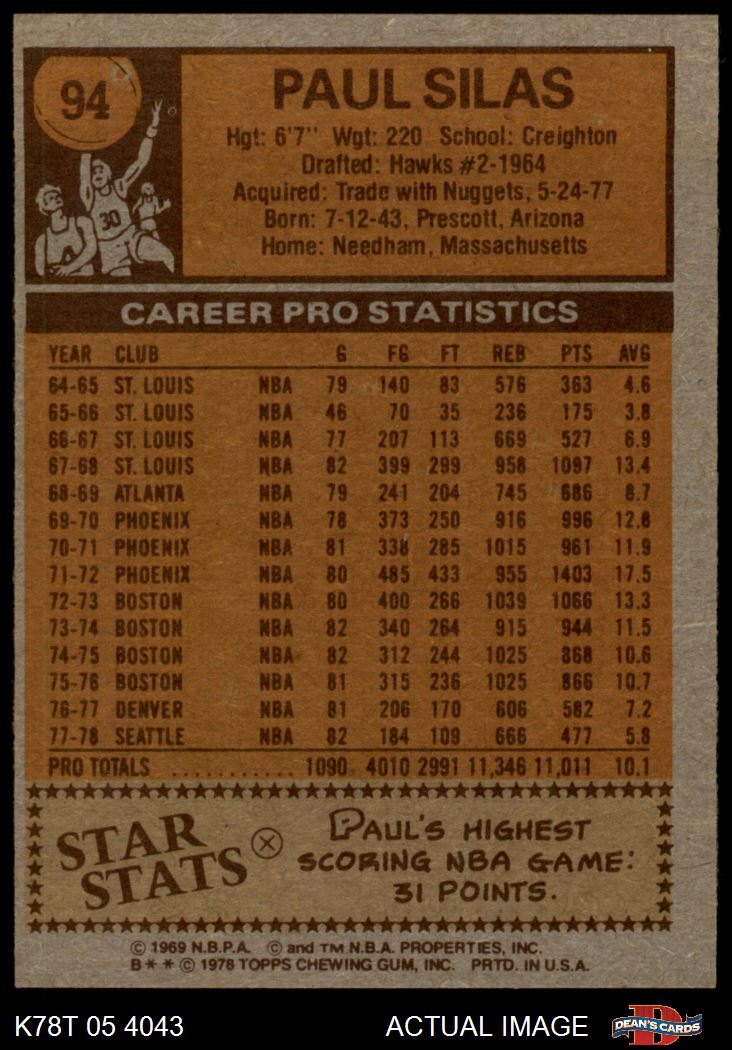 94
PAUL SILAS
Hgt: 6'7" Wgt: 220 School: Creighton
Drafted: Hawks #2-1964
Acquired: Trade with Nuggets, 5-24-77
Born: 7-12-43, Prescott, Arizona
Home: Needham, Massachusetts
30
CAREER PRO STATISTICS
YEAR CLUB G FG FT REB PTS AVG
64-65 ST. LOUIS NBA 79 140 83 576 363 4.6
65-66 ST. LOUIS NBA 46 70 35 236 175 3.8
66-67 ST. LOUIS NBA 77 207 113 669 527 6.9
67-68 ST. LOUIS NBA 82 399 299 958 1097 13.4
68-69 ATLANTA NBA 79 241 204 745 686 8.7
69-70 PHOENIX NBA 78 373 250 916 996 12.8
70-71 PHOENIX NBA 81 338 285 1015 961 11.9
71-72 PHOENIX NBA 80 485 433 955 1403 17.5
72-73 BOSTON NBA 80 400 266 1039 1066 13.3
73-74 BOSTON NBA 82 340 264 915 944 11.5
74-75 BOSTON NBA 82 312 244 1025 868 10.6
75-76 BOSTON NBA 81 315 236 1025 866 10.7
76-77 DENVER NBA 81 206 170 606 582 7.2
77-78 SEATTLE NBA 82 184 109 666 477 5.8
PRO TOTALS ............ 1090 4010 2991 11,346 11,011 10.1
STAR
STATS
PAUL'S HIGHEST
SCORING NBA GAME:
31 POINTS.
© 1969 N.B.P.A. © and TM N.B.A. PROPERTIES, INC.
B** © 1978 TOPPS CHEWING GUM, INC. PRTD. IN U.S.A.
K78T 05 4043 ACTUAL IMAGE
D
DEAN'S CARDS